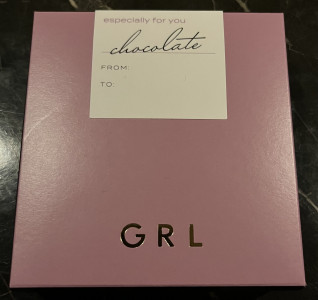 especially for you
chocolate
FROM:
TO:
GRL